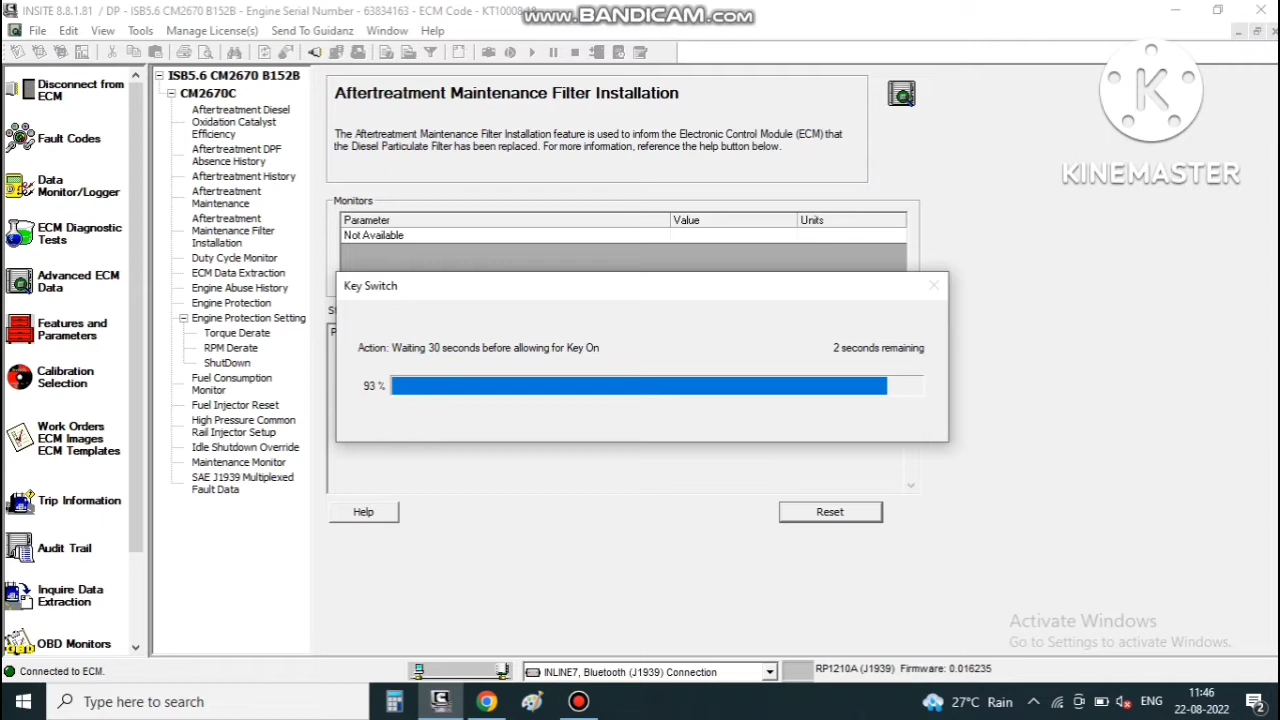 INSITE 8.8.1.81 / DP - ISB5.6 CM2670 B152B - Engine Serial Number - 63834163 - ECM Code - KT10008
www.BANDICAM.com
File Edit View Tools Manage License(s) Send To Guidanz Window Help
Disconnect from
ECM
Fault Codes
Data
Monitor/Logger
ECM Diagnostic
Tests
Advanced ECM
Data
Features and
Parameters
Calibration
Selection
Work Orders
ECM Images
ECM Templates
Trip Information
Audit Trail
Inquire Data
Extraction
OBD Monitors
ISB5.6 CM2670 B152B
CM2670C
Aftertreatment Diesel
Oxidation Catalyst
Efficiency
Aftertreatment DPF
Absence History
Aftertreatment History
Aftertreatment
Maintenance
Aftertreatment
Maintenance Filter
Installation
Duty Cycle Monitor
ECM Data Extraction
Engine Abuse History
Engine Protection
Engine Protection Setting
Torque Derate
RPM Derate
ShutDown
Fuel Consumption
Monitor
Fuel Injector Reset
High Pressure Common
Rail Injector Setup
Idle Shutdown Override
Maintenance Monitor
SAE J1939 Multiplexed
Fault Data
Aftertreatment Maintenance Filter Installation
The Aftertreatment Maintenance Filter Installation feature is used to inform the Electronic Control Module (ECM) that
the Diesel Particulate Filter has been replaced. For more information, reference the help button below.
Monitors
Parameter Value Units
Not Available
Key Switch
Action: Waiting 30 seconds before allowing for Key On 2 seconds remaining
93 %
Help Reset
K
KINEMASTER
Activate Windows
Go to Settings to activate Windows.
Connected to ECM. INLINE7, Bluetooth (J1939) Connection RP1210A (J1939) Firmware: 0.016235
Type here to search
27°C Rain ENG
11:46
22-08-2022
2